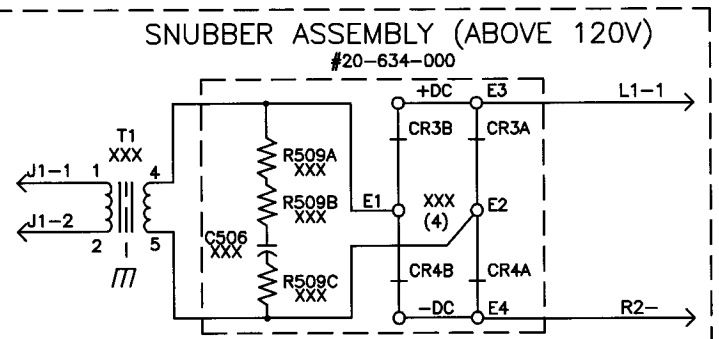 SNUBBER ASSEMBLY (ABOVE 120V)
#20-634-000
+DC
E3
L1-1
T1
XXX
CR3B
CR3A
R509A
XXX
J1-1
1
4
R509B
XXX
E1
XXX
(4)
E2
J1-2
2
5
C506
XXX
R509C
XXX
CR4B
CR4A
-DC
E4
R2-